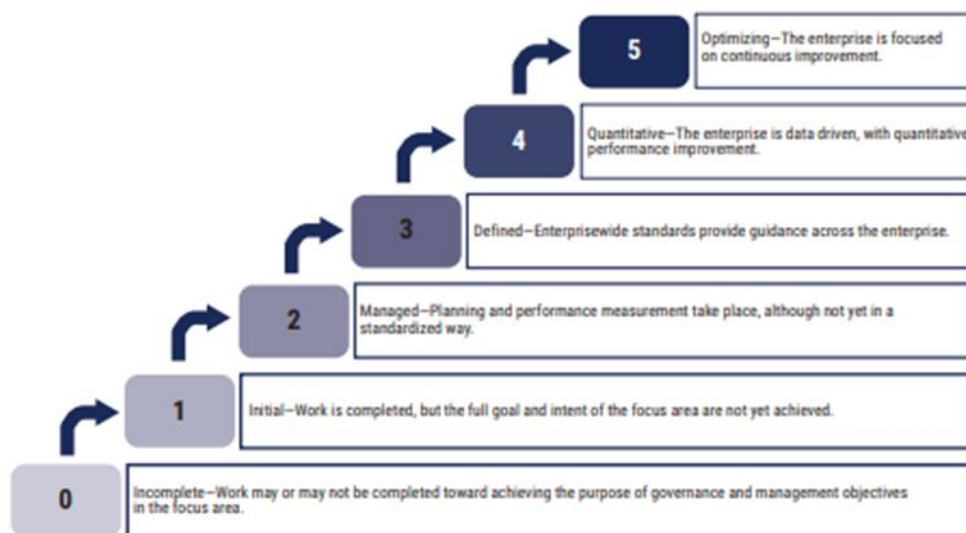 5
Optimizing—The enterprise is focused
on continuous improvement.
4
Quantitative—The enterprise is data driven, with quantitative
performance improvement.
3
Defined—Enterprisewide standards provide guidance across the enterprise.
2
Managed—Planning and performance measurement take place, although not yet in a
standardized way.
1
Initial—Work is completed, but the full goal and intent of the focus area are not yet achieved.
0
Incomplete—Work may or may not be completed toward achieving the purpose of governance and management objectives
in the focus area.